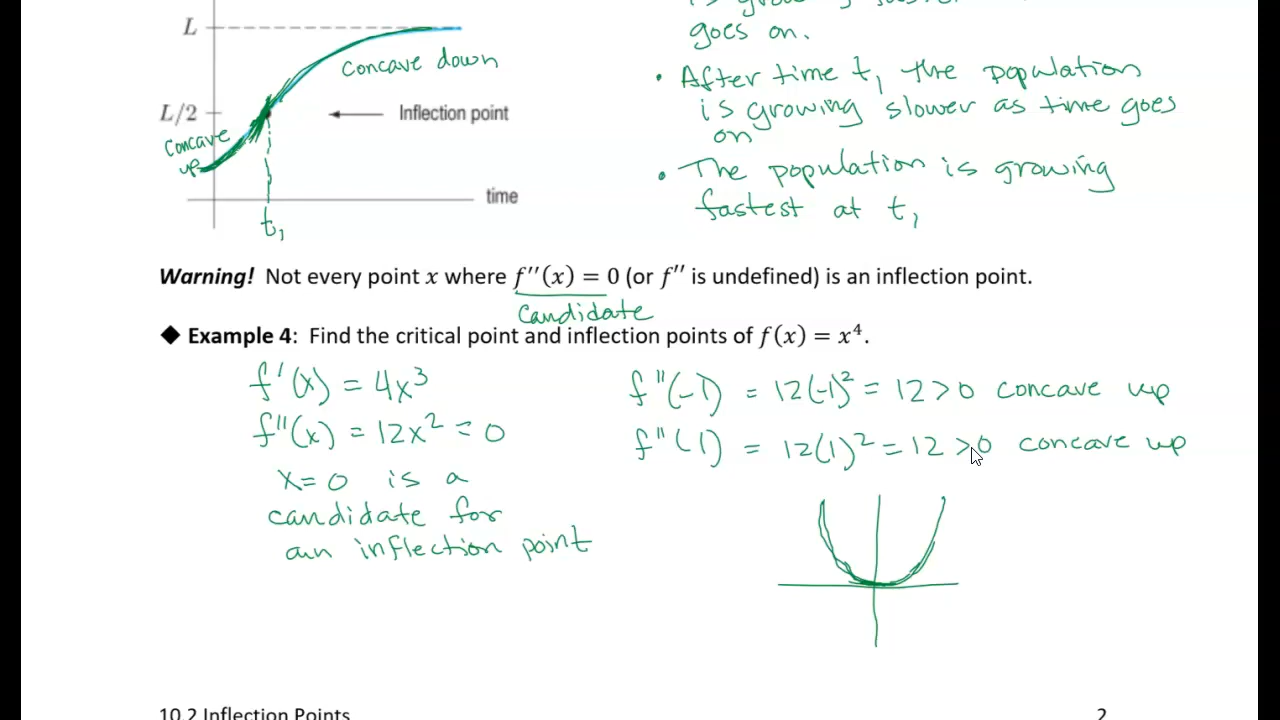 goes on.
L
concave down
• After time t₁ the population
is growing slower as time goes
on
L/2
Inflection point
concave
up
• The population is growing
fastest at t₁
time
t₁
Warning! Not every point x where f''(x) = 0 (or f'' is undefined) is an inflection point.
candidate
◆ Example 4: Find the critical point and inflection points of f(x) = x⁴.
f'(x) = 4x³
f''(x) = 12x² = 0
x = 0 is a
candidate for
an inflection point
f''(-1) = 12(-1)² = 12 > 0 concave up
f''(1) = 12(1)² = 12 > 0 concave up
10.2 Inflection Points
2